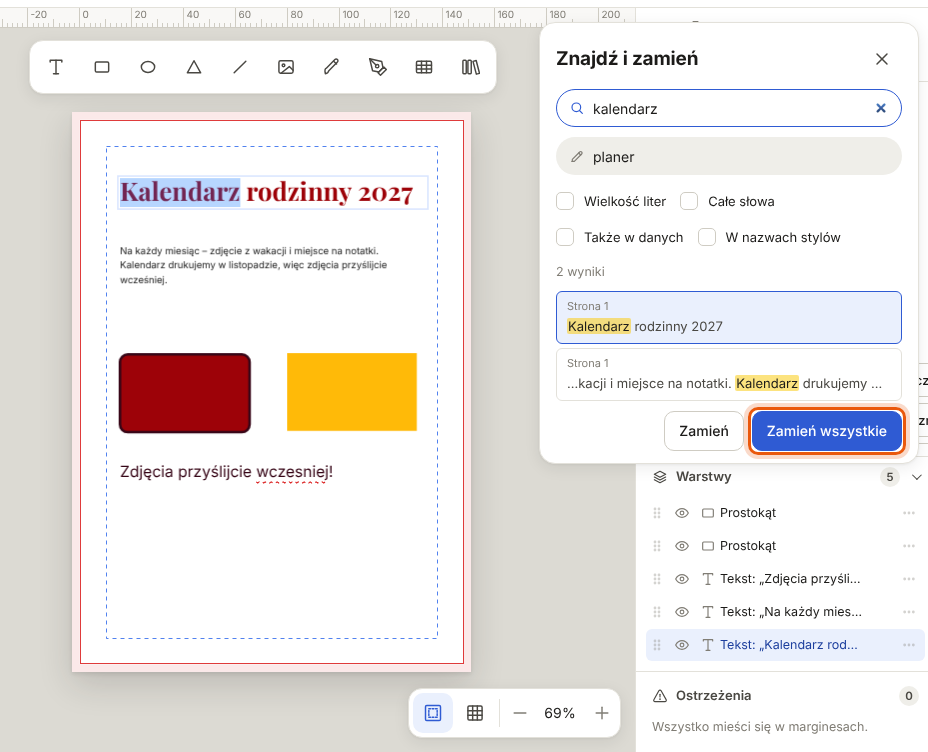 -20 0 20 40 60 80 100 120 140 160 180 200
Znajdź i zamień
kalendarz
planer
Wielkość liter
Całe słowa
Także w danych
W nazwach stylów
2 wyniki
Strona 1
Kalendarz rodzinny 2027
Strona 1
...kacji i miejsce na notatki. Kalendarz drukujemy ...
Zamień
Zamień wszystkie
Kalendarz rodzinny 2027
Na każdy miesiąc – zdjęcie z wakacji i miejsce na notatki.
Kalendarz drukujemy w listopadzie, więc zdjęcia przyślijcie
wcześniej.
Zdjęcia przyślijcie wczesniej!
Warstwy
5
Prostokąt
Prostokąt
Tekst: „Zdjęcia przyśli...
Tekst: „Na każdy mies...
Tekst: „Kalendarz rod...
Ostrzeżenia
0
Wszystko mieści się w marginesach.
69%